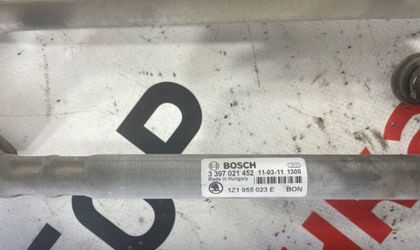 BOSCH
3 397 021 452 11-03-11 1300
Made in Hungary
1Z1 955 023 E BON